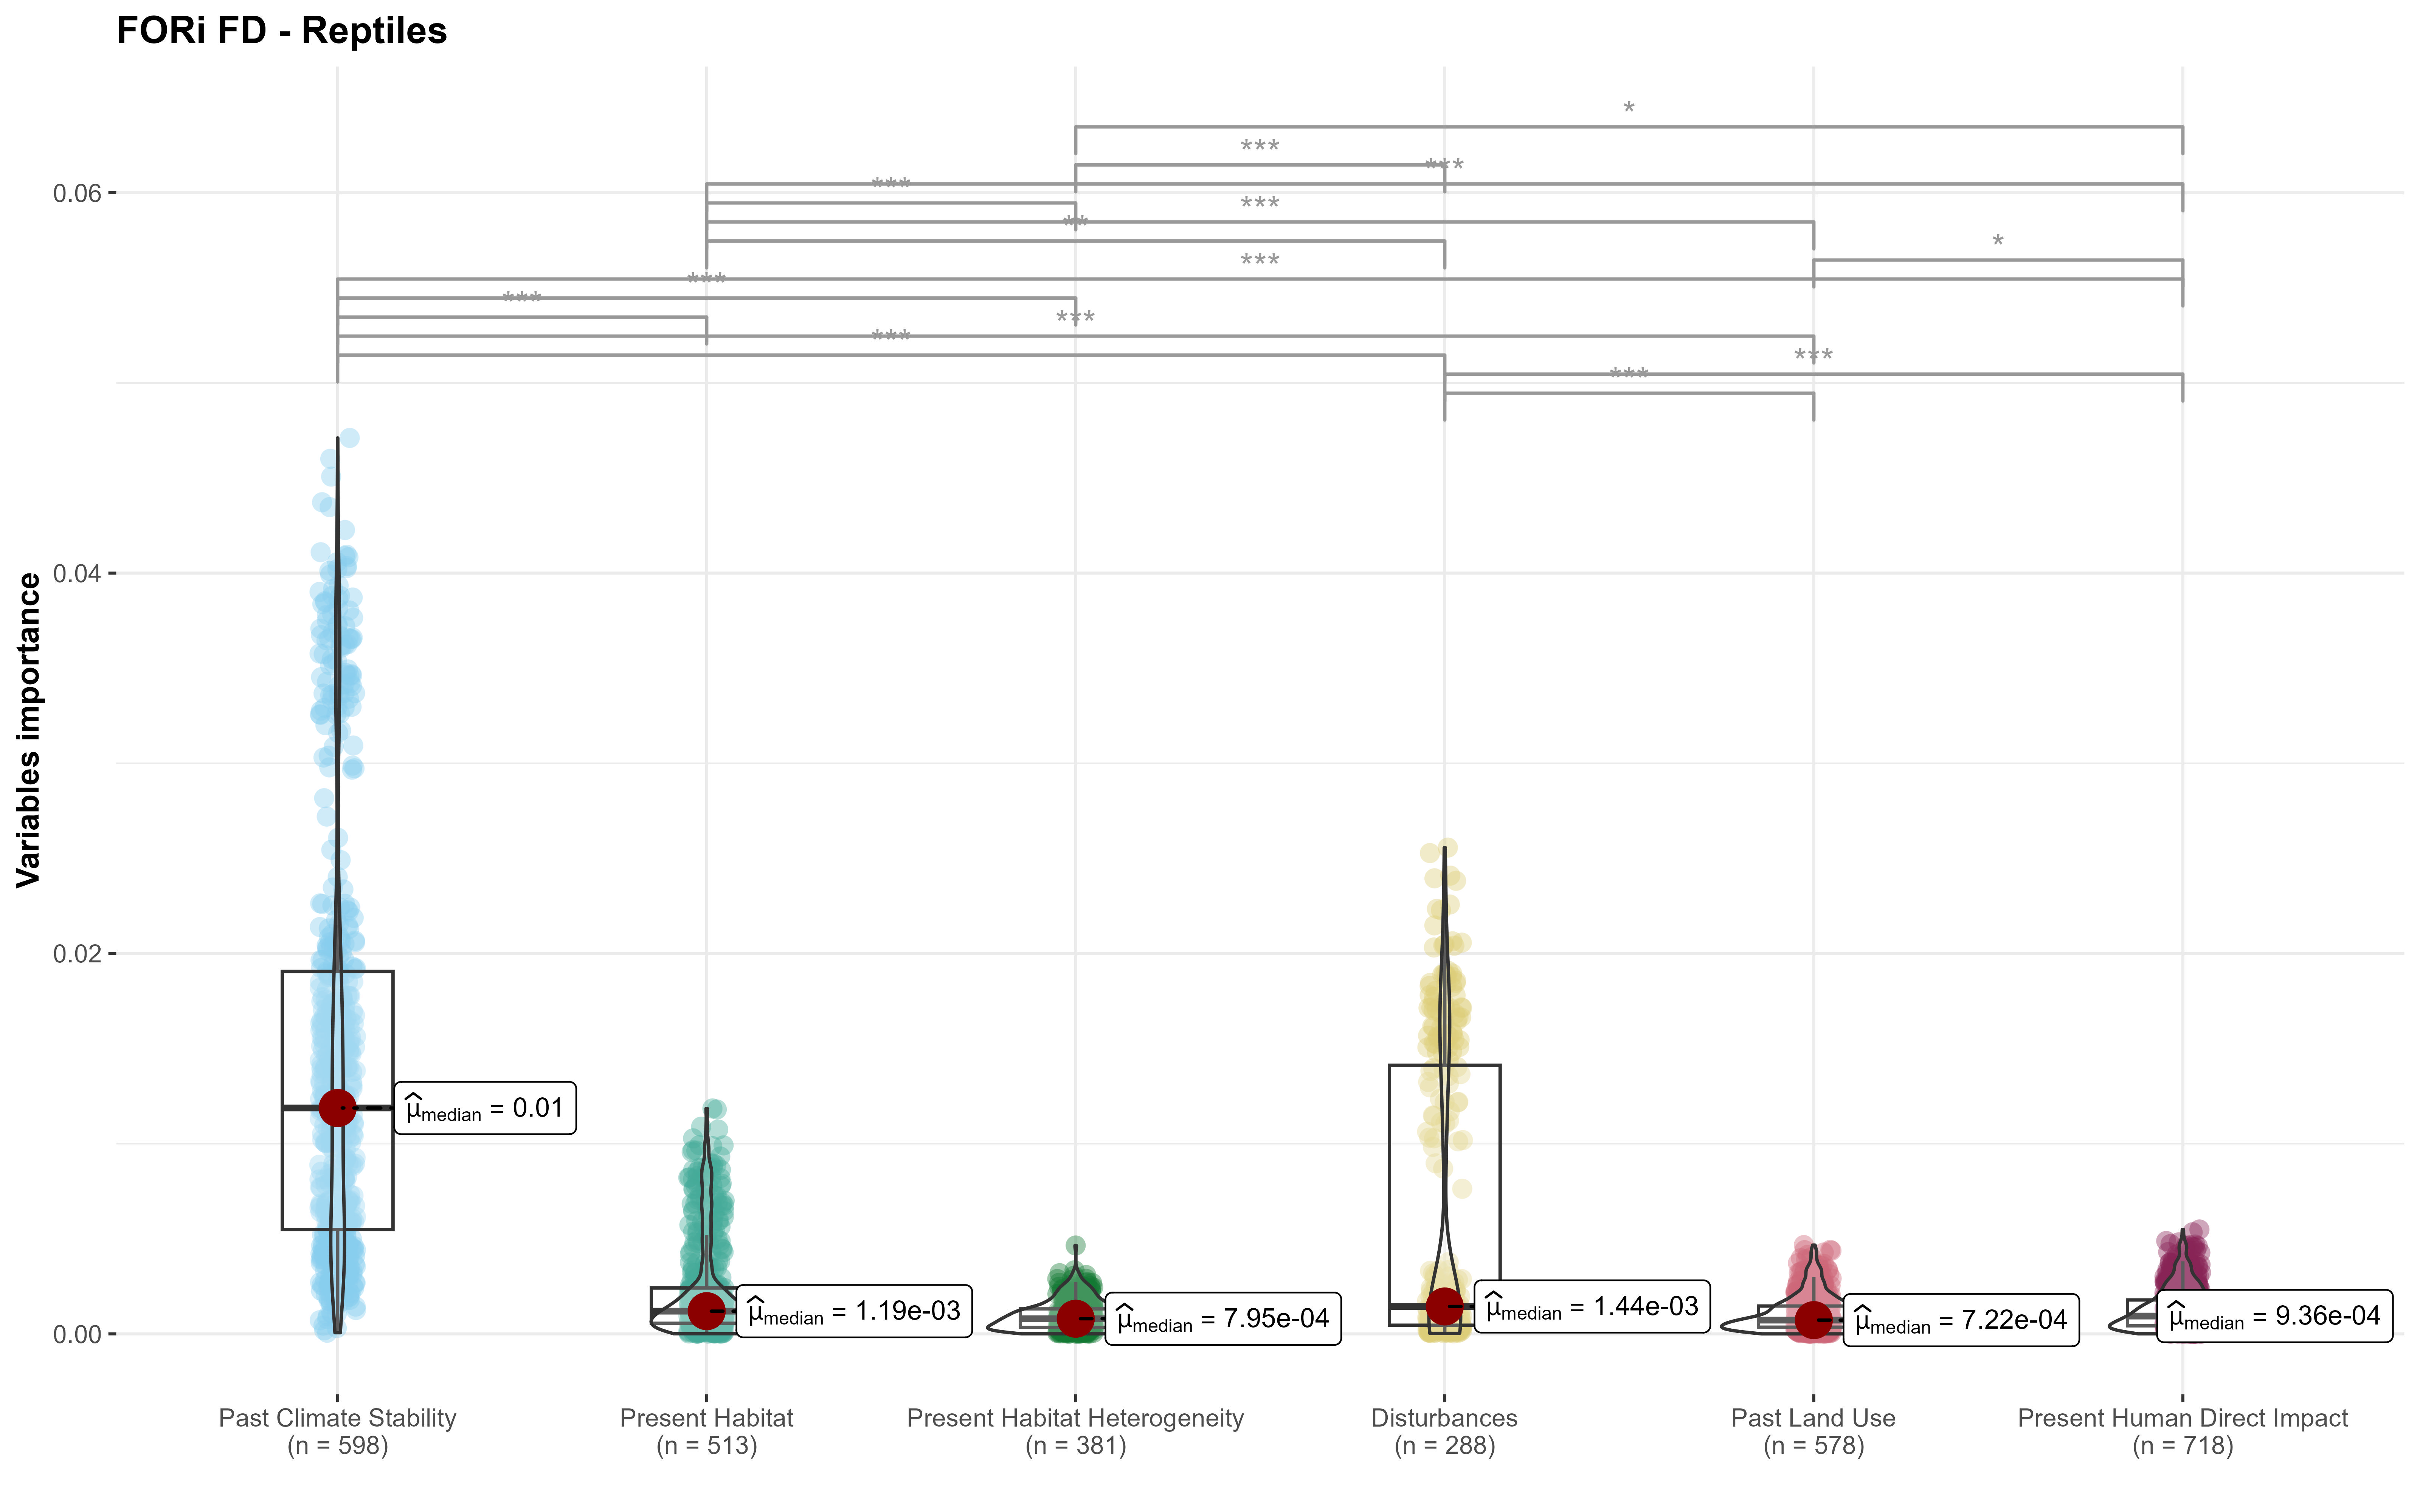 FORi FD - Reptiles
Variables importance
0.06
0.04
0.02
0.00
*
***
***
***
***
**
*
***
***
***
***
***
***
***
μ̂median = 0.01
μ̂median = 1.19e-03
μ̂median = 7.95e-04
μ̂median = 1.44e-03
μ̂median = 7.22e-04
μ̂median = 9.36e-04
Past Climate Stability
(n = 598)
Present Habitat
(n = 513)
Present Habitat Heterogeneity
(n = 381)
Disturbances
(n = 288)
Past Land Use
(n = 578)
Present Human Direct Impact
(n = 718)